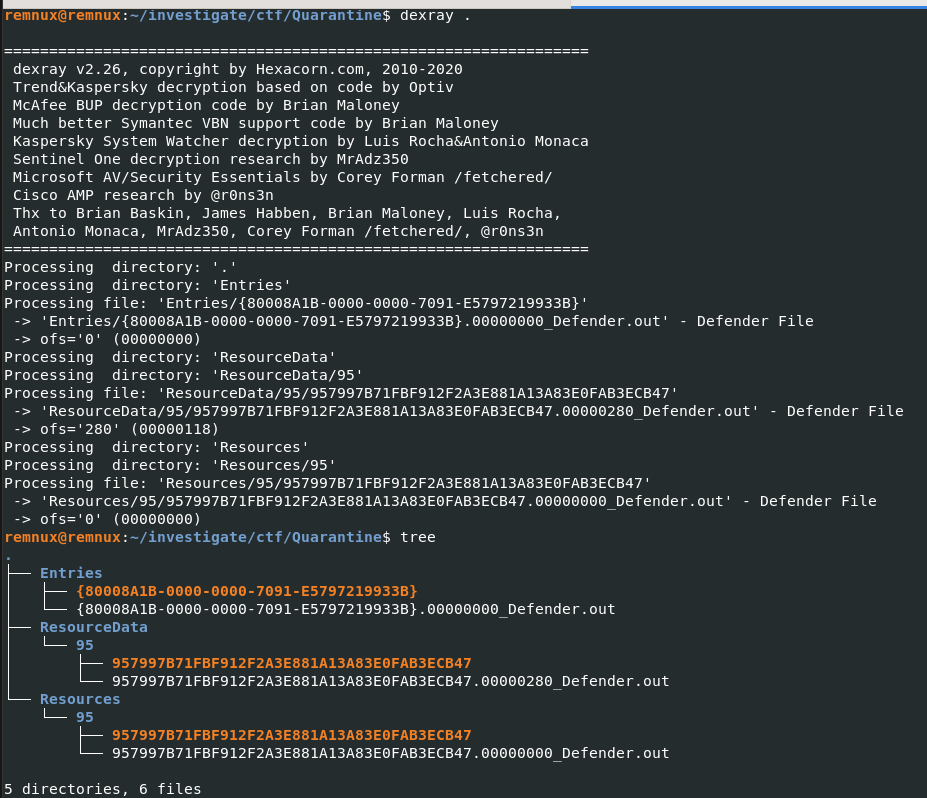 remnux@remnux:~/investigate/ctf/Quarantine$ dexray .
=================================================================
dexray v2.26, copyright by Hexacorn.com, 2010-2020
Trend&Kaspersky decryption based on code by Optiv
McAfee BUP decryption code by Brian Maloney
Much better Symantec VBN support code by Brian Maloney
Kaspersky System Watcher decryption by Luis Rocha&Antonio Monaca
Sentinel One decryption research by MrAdz350
Microsoft AV/Security Essentials by Corey Forman /fetchered/
Cisco AMP research by @r0ns3n
Thx to Brian Baskin, James Habben, Brian Maloney, Luis Rocha,
Antonio Monaca, MrAdz350, Corey Forman /fetchered/, @r0ns3n
=================================================================
Processing  directory: '.'
Processing  directory: 'Entries'
Processing file: 'Entries/{80008A1B-0000-0000-7091-E5797219933B}'
 -> 'Entries/{80008A1B-0000-0000-7091-E5797219933B}.00000000_Defender.out' - Defender File
 -> ofs='0' (00000000)
Processing  directory: 'ResourceData'
Processing  directory: 'ResourceData/95'
Processing file: 'ResourceData/95/957997B71FBF912F2A3E881A13A83E0FAB3ECB47'
 -> 'ResourceData/95/957997B71FBF912F2A3E881A13A83E0FAB3ECB47.00000280_Defender.out' - Defender File
 -> ofs='280' (00000118)
Processing  directory: 'Resources'
Processing  directory: 'Resources/95'
Processing file: 'Resources/95/957997B71FBF912F2A3E881A13A83E0FAB3ECB47'
 -> 'Resources/95/957997B71FBF912F2A3E881A13A83E0FAB3ECB47.00000000_Defender.out' - Defender File
 -> ofs='0' (00000000)
remnux@remnux:~/investigate/ctf/Quarantine$ tree
.
├── Entries
│   ├── {80008A1B-0000-0000-7091-E5797219933B}
│   └── {80008A1B-0000-0000-7091-E5797219933B}.00000000_Defender.out
├── ResourceData
│   └── 95
│       ├── 957997B71FBF912F2A3E881A13A83E0FAB3ECB47
│       └── 957997B71FBF912F2A3E881A13A83E0FAB3ECB47.00000280_Defender.out
└── Resources
    └── 95
        ├── 957997B71FBF912F2A3E881A13A83E0FAB3ECB47
        └── 957997B71FBF912F2A3E881A13A83E0FAB3ECB47.00000000_Defender.out
5 directories, 6 files